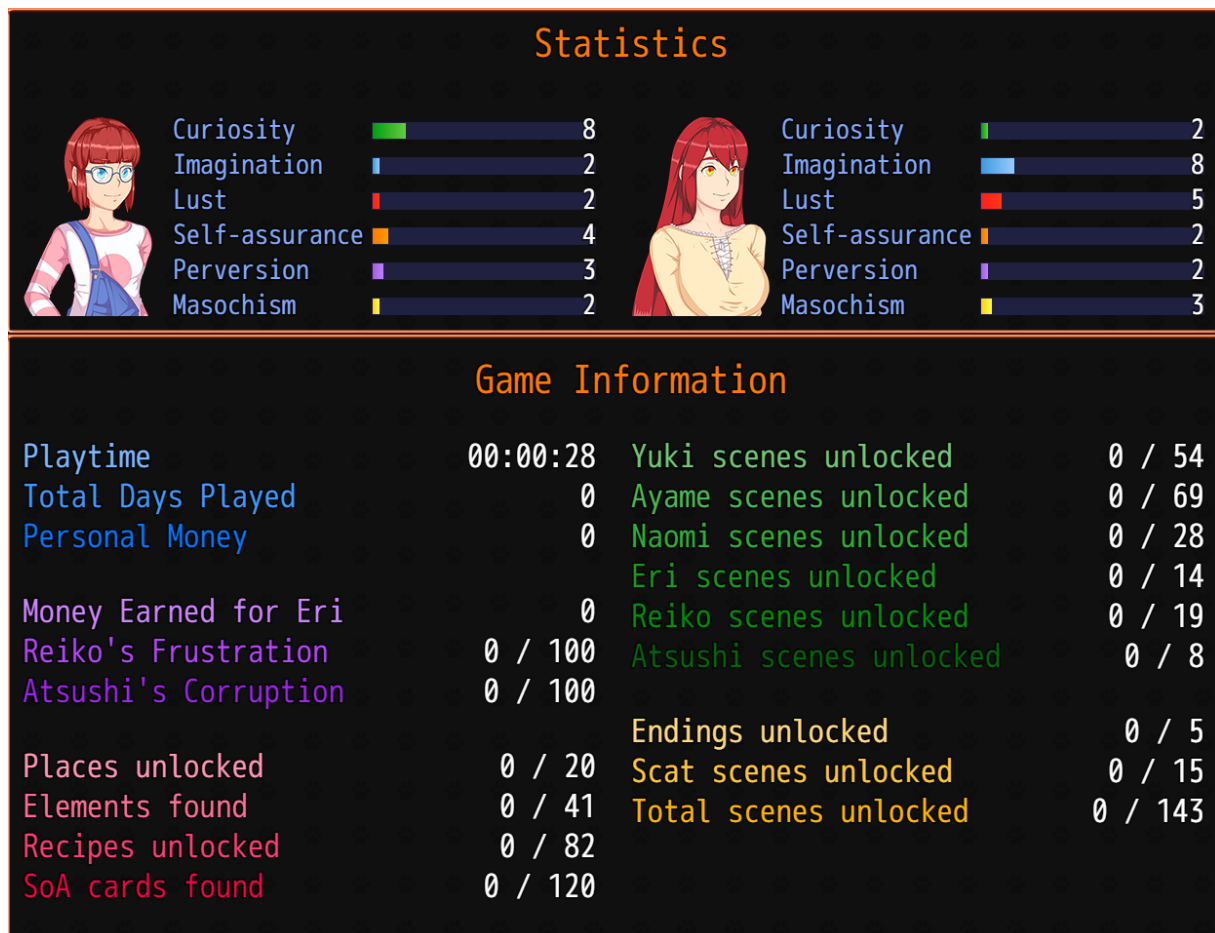 Statistics
Curiosity 8
Imagination 2
Lust 2
Self-assurance 4
Perversion 3
Masochism 2
Curiosity 2
Imagination 8
Lust 5
Self-assurance 2
Perversion 2
Masochism 3
Game Information
Playtime 00:00:28
Total Days Played 0
Personal Money 0
Money Earned for Eri 0
Reiko's Frustration 0 / 100
Atsushi's Corruption 0 / 100
Places unlocked 0 / 20
Elements found 0 / 41
Recipes unlocked 0 / 82
SoA cards found 0 / 120
Yuki scenes unlocked 0 / 54
Ayame scenes unlocked 0 / 69
Naomi scenes unlocked 0 / 28
Eri scenes unlocked 0 / 14
Reiko scenes unlocked 0 / 19
Atsushi scenes unlocked 0 / 8
Endings unlocked 0 / 5
Scat scenes unlocked 0 / 15
Total scenes unlocked 0 / 143